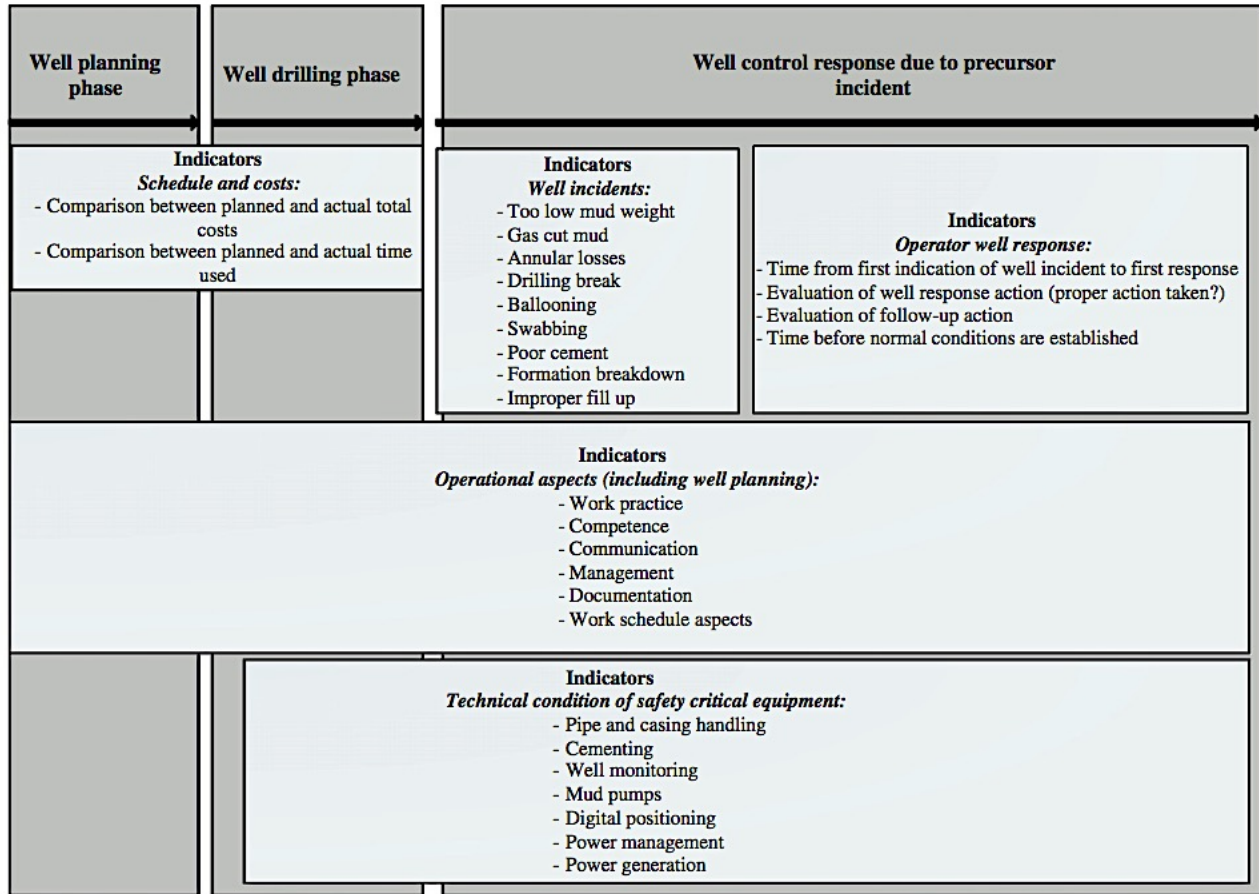 Well planning
phase
Well drilling phase
Well control response due to precursor
incident
Indicators
Schedule and costs:
- Comparison between planned and actual total
costs
- Comparison between planned and actual time
used
Indicators
Well incidents:
- Too low mud weight
- Gas cut mud
- Annular losses
- Drilling break
- Ballooning
- Swabbing
- Poor cement
- Formation breakdown
- Improper fill up
Indicators
Operator well response:
- Time from first indication of well incident to first response
- Evaluation of well response action (proper action taken?)
- Evaluation of follow-up action
- Time before normal conditions are established
Indicators
Operational aspects (including well planning):
- Work practice
- Competence
- Communication
- Management
- Documentation
- Work schedule aspects
Indicators
Technical condition of safety critical equipment:
- Pipe and casing handling
- Cementing
- Well monitoring
- Mud pumps
- Digital positioning
- Power management
- Power generation